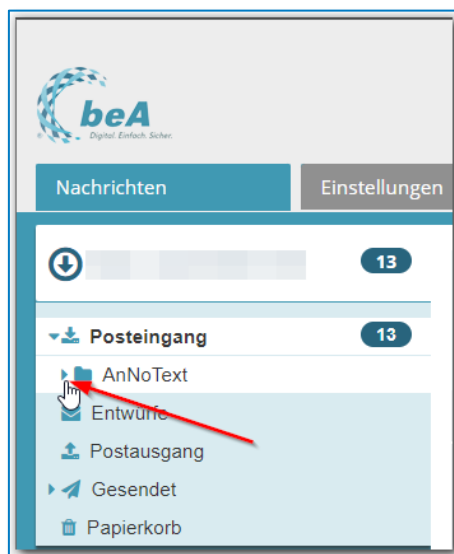 beA
Digital. Einfach. Sicher.
Nachrichten
Einstellungen
13
Posteingang 13
AnNoText
Entwürfe
Postausgang
Gesendet
Papierkorb